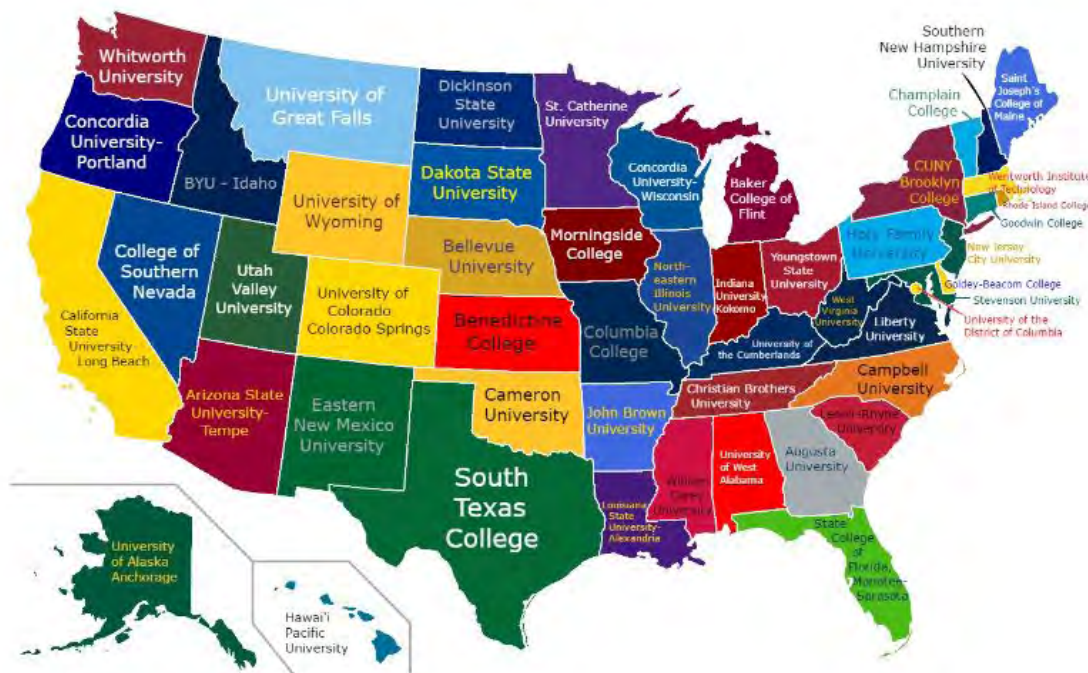 Whitworth
University
Concordia
University-
Portland
BYU - Idaho
University of
Great Falls
Dickinson
State
University
St. Catherine
University
Southern
New Hampshire
University
Champlain
College
Saint
Joseph's
College of
Maine
CUNY
Brooklyn
College
Wentworth Institute
of Technology
Rhode Island College
Goodwin College
Concordia
University-
Wisconsin
Baker
College of
Flint
Dakota State
University
University of
Wyoming
Holy Family
University
New Jersey
City University
Goldey-Beacom College
Stevenson University
University of the
District of Columbia
Morningside
College
Bellevue
University
College of
Southern
Nevada
Utah
Valley
University
University of
Colorado
Colorado Springs
California
State
University-
Long Beach
North-
eastern
Illinois
University
Indiana
University
Kokomo
Youngstown
State
University
West
Virginia
University
Liberty
University
Benedictine
College
Columbia
College
University of
the Cumberlands
Campbell
University
Christian Brothers
University
Arizona State
University-
Tempe
Eastern
New Mexico
University
Cameron
University
John Brown
University
Lenoir-Rhyne
University
South
Texas
College
Louisiana
State
University-
Alexandria
William
Carey
University
University
of West
Alabama
Augusta
University
State
College
of
Florida,
Manatee-
Sarasota
University
of Alaska
Anchorage
Hawai'i
Pacific
University